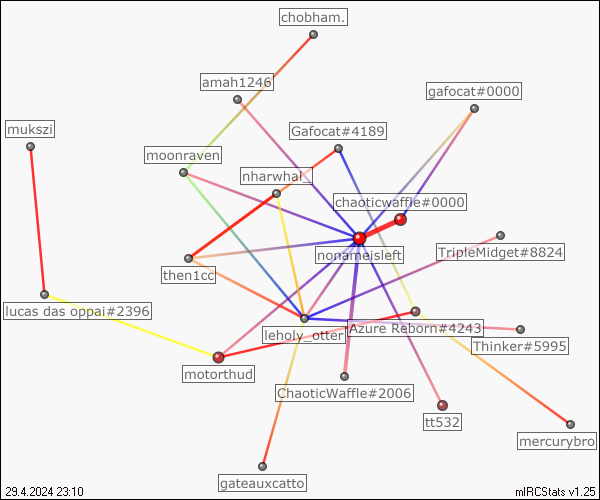 chobham.
amah1246
gafocat#0000
mukszi
Gafocat#4189
moonraven
nharwhal_
chaoticwaffle#0000
nonameisleft
TripleMidget#8824
then1cc
lucas das oppai#2396
leholy_otter
Azure Reborn#4243
Thinker#5995
motorthud
ChaoticWaffle#2006
tt532
mercurybro
gateauxcatto
29.4.2024 23:10
mIRCStats v1.25